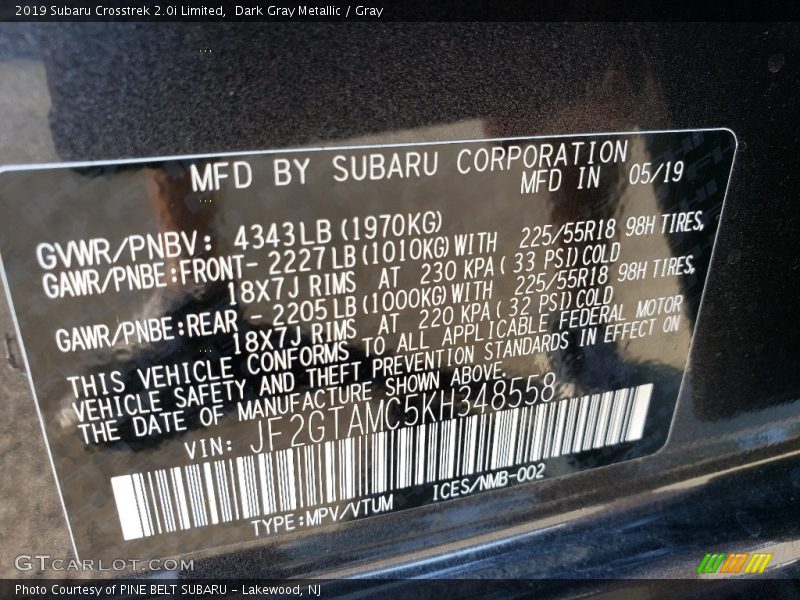 2019 Subaru Crosstrek 2.0i Limited,  Dark Gray Metallic / Gray
MFD BY SUBARU CORPORATION
MFD IN 05/19
GVWR/PNBV: 4343LB (1970KG)
GAWR/PNBE:FRONT- 2227 LB(1010KG)WITH 225/55R18 98H TIRES,
18X7J RIMS AT 230 KPA( 33 PSI)COLD
GAWR/PNBE:REAR - 2205 LB(1000KG)WITH 225/55R18 98H TIRES,
18X7J RIMS AT 220 KPA( 32 PSI)COLD
THIS VEHICLE CONFORMS TO ALL APPLICABLE FEDERAL MOTOR
VEHICLE SAFETY AND THEFT PREVENTION STANDARDS IN EFFECT ON
THE DATE OF MANUFACTURE SHOWN ABOVE.
VIN: JF2GTAMC5KH348558
TYPE:MPV/VTUM ICES/NMB-002
GTCARLOT.COM
Photo Courtesy of PINE BELT SUBARU - Lakewood, NJ